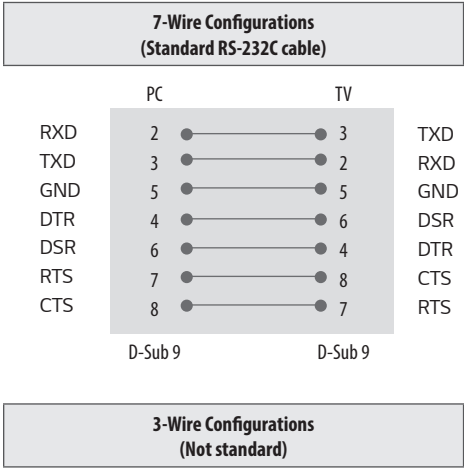 7-Wire Configurations
(Standard RS-232C cable)
PC TV
RXD 2 3 TXD
TXD 3 2 RXD
GND 5 5 GND
DTR 4 6 DSR
DSR 6 4 DTR
RTS 7 8 CTS
CTS 8 7 RTS
D-Sub 9 D-Sub 9
3-Wire Configurations
(Not standard)